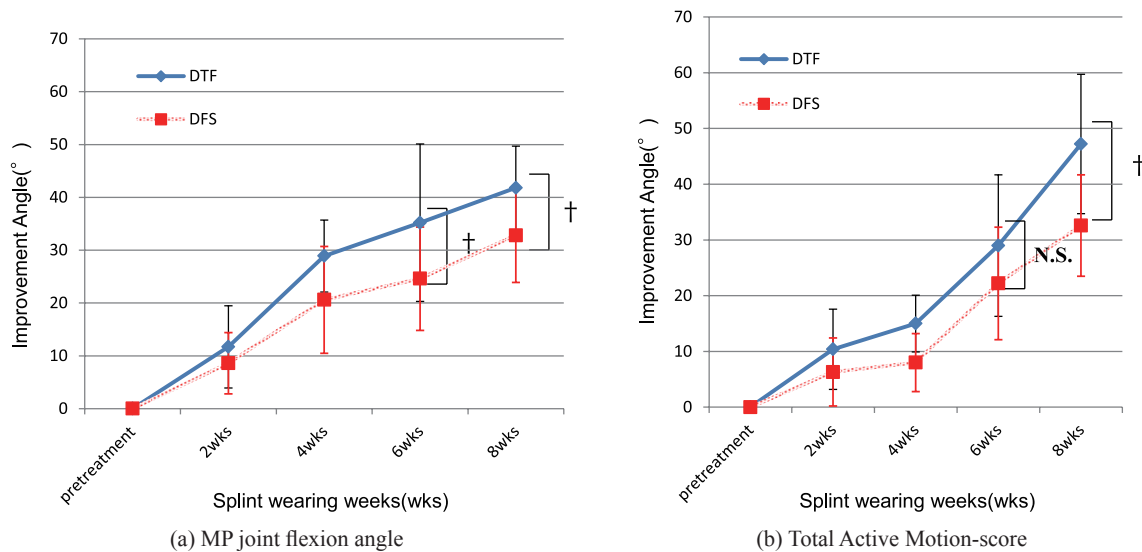 70
60
50
40
30
20
10
0
Improvement Angle(°)
DTF
DFS
†
†
pretreatment
2wks
4wks
6wks
8wks
Splint wearing weeks(wks)
(a) MP joint flexion angle
70
60
50
40
30
20
10
0
Improvement Angle(°)
DTF
DFS
N.S.
†
pretreatment
2wks
4wks
6wks
8wks
Splint wearing weeks(wks)
(b) Total Active Motion-score